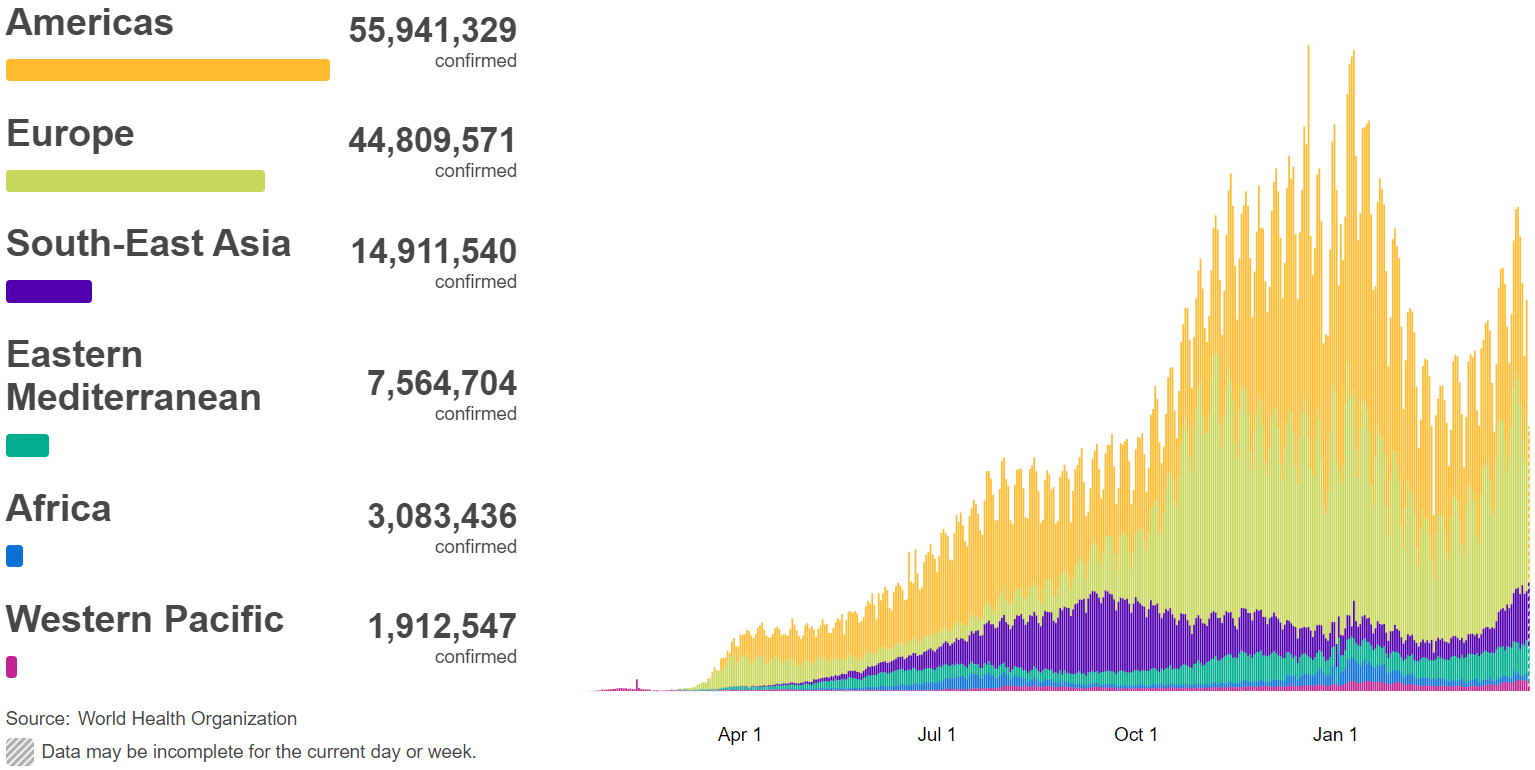 Americas
55,941,329
confirmed
Europe
44,809,571
confirmed
South-East Asia
14,911,540
confirmed
Eastern
Mediterranean
7,564,704
confirmed
Africa
3,083,436
confirmed
Western Pacific
1,912,547
confirmed
Source: World Health Organization
Data may be incomplete for the current day or week.
Apr 1 Jul 1 Oct 1 Jan 1